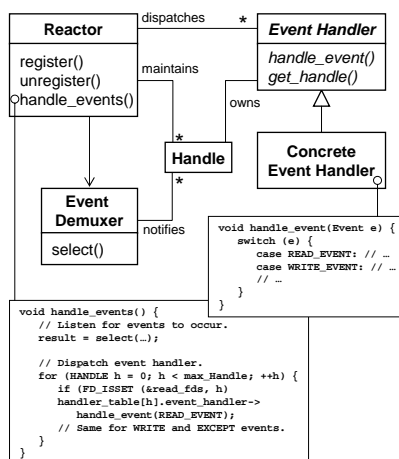 Reactor
register()
unregister()
handle_events()
dispatches
*
Event Handler
handle_event()
get_handle()
maintains
owns
*
Handle
*
Concrete
Event Handler
Event
Demuxer
select()
notifies
void handle_event(Event e) {
switch (e) {
case READ_EVENT: // …
case WRITE_EVENT: // …
// …
}
}
void handle_events() {
// Listen for events to occur.
result = select(…);
// Dispatch event handler.
for (HANDLE h = 0; h < max_Handle; ++h) {
if (FD_ISSET (&read_fds, h)
handler_table[h].event_handler->
handle_event(READ_EVENT);
// Same for WRITE and EXCEPT events.
}
}